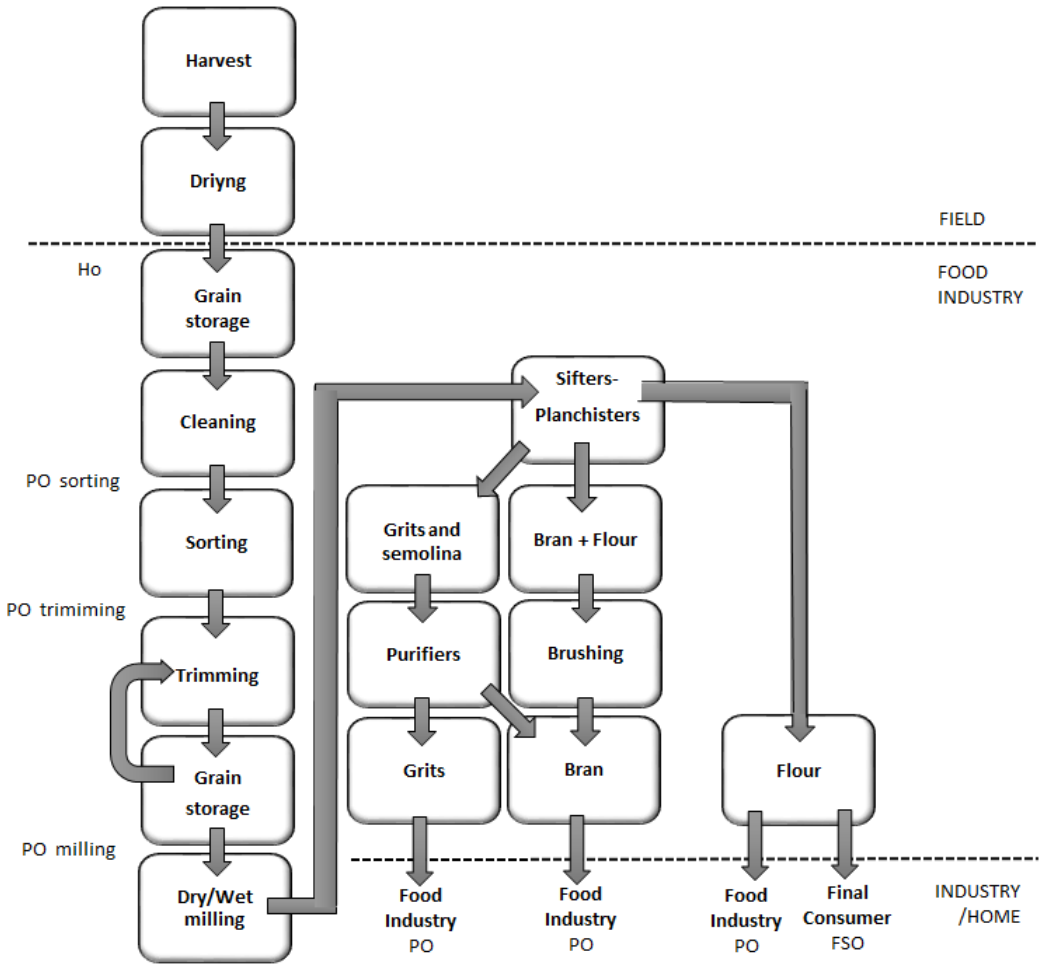 Harvest
Driyng
FIELD
Ho
FOOD
INDUSTRY
Grain
storage
Cleaning
Sifters-
Planchisters
PO sorting
Sorting
Grits and
semolina
Bran + Flour
PO trimiming
Trimming
Purifiers
Brushing
Grain
storage
Grits
Bran
Flour
PO milling
Dry/Wet
milling
Food
Industry
PO
Food
Industry
PO
Food
Industry
PO
Final
Consumer
FSO
INDUSTRY
/HOME